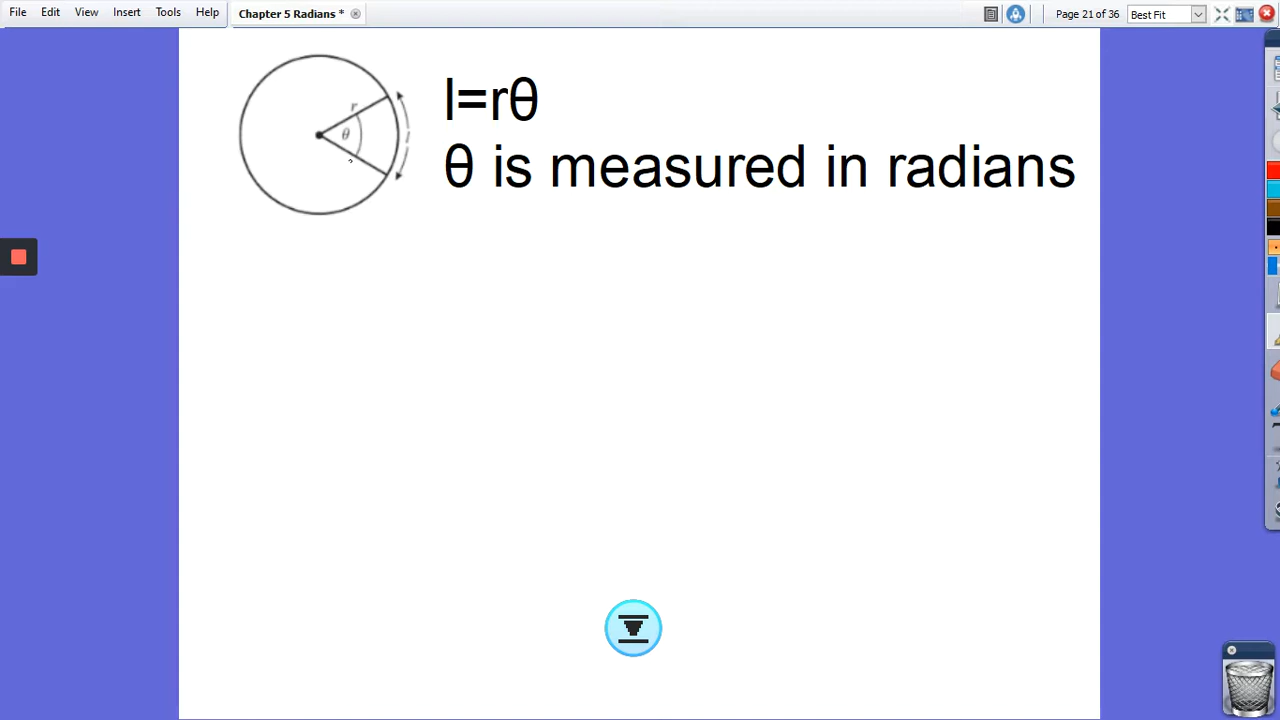 File Edit View Insert Tools Help
Chapter 5 Radians *
Page 21 of 36
Best Fit
r
θ
l
l=rθ
θ is measured in radians